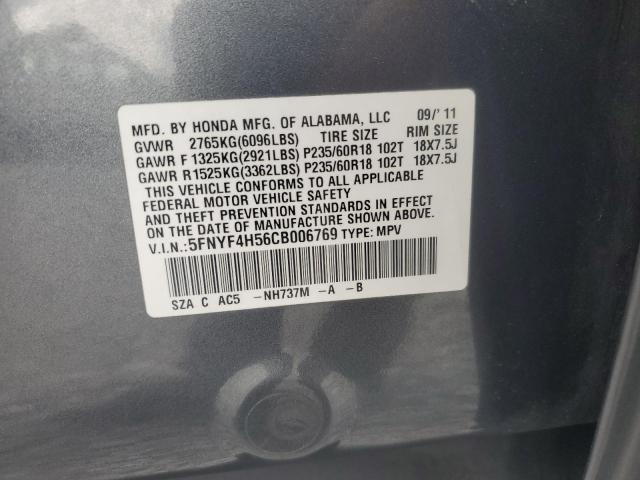 MFD. BY HONDA MFG. OF ALABAMA, LLC 09/'11
GVWR 2765KG(6096LBS) TIRE SIZE RIM SIZE
GAWR F 1325KG(2921LBS) P235/60R18 102T 18X7.5J
GAWR R1525KG(3362LBS) P235/60R18 102T 18X7.5J
THIS VEHICLE CONFORMS TO ALL APPLICABLE
FEDERAL MOTOR VEHICLE SAFETY
AND THEFT PREVENTION STANDARDS IN EFFECT
ON THE DATE OF MANUFACTURE SHOWN ABOVE.
V.I.N.:5FNYF4H56CB006769 TYPE: MPV
SZA C AC5 -NH737M -A -B